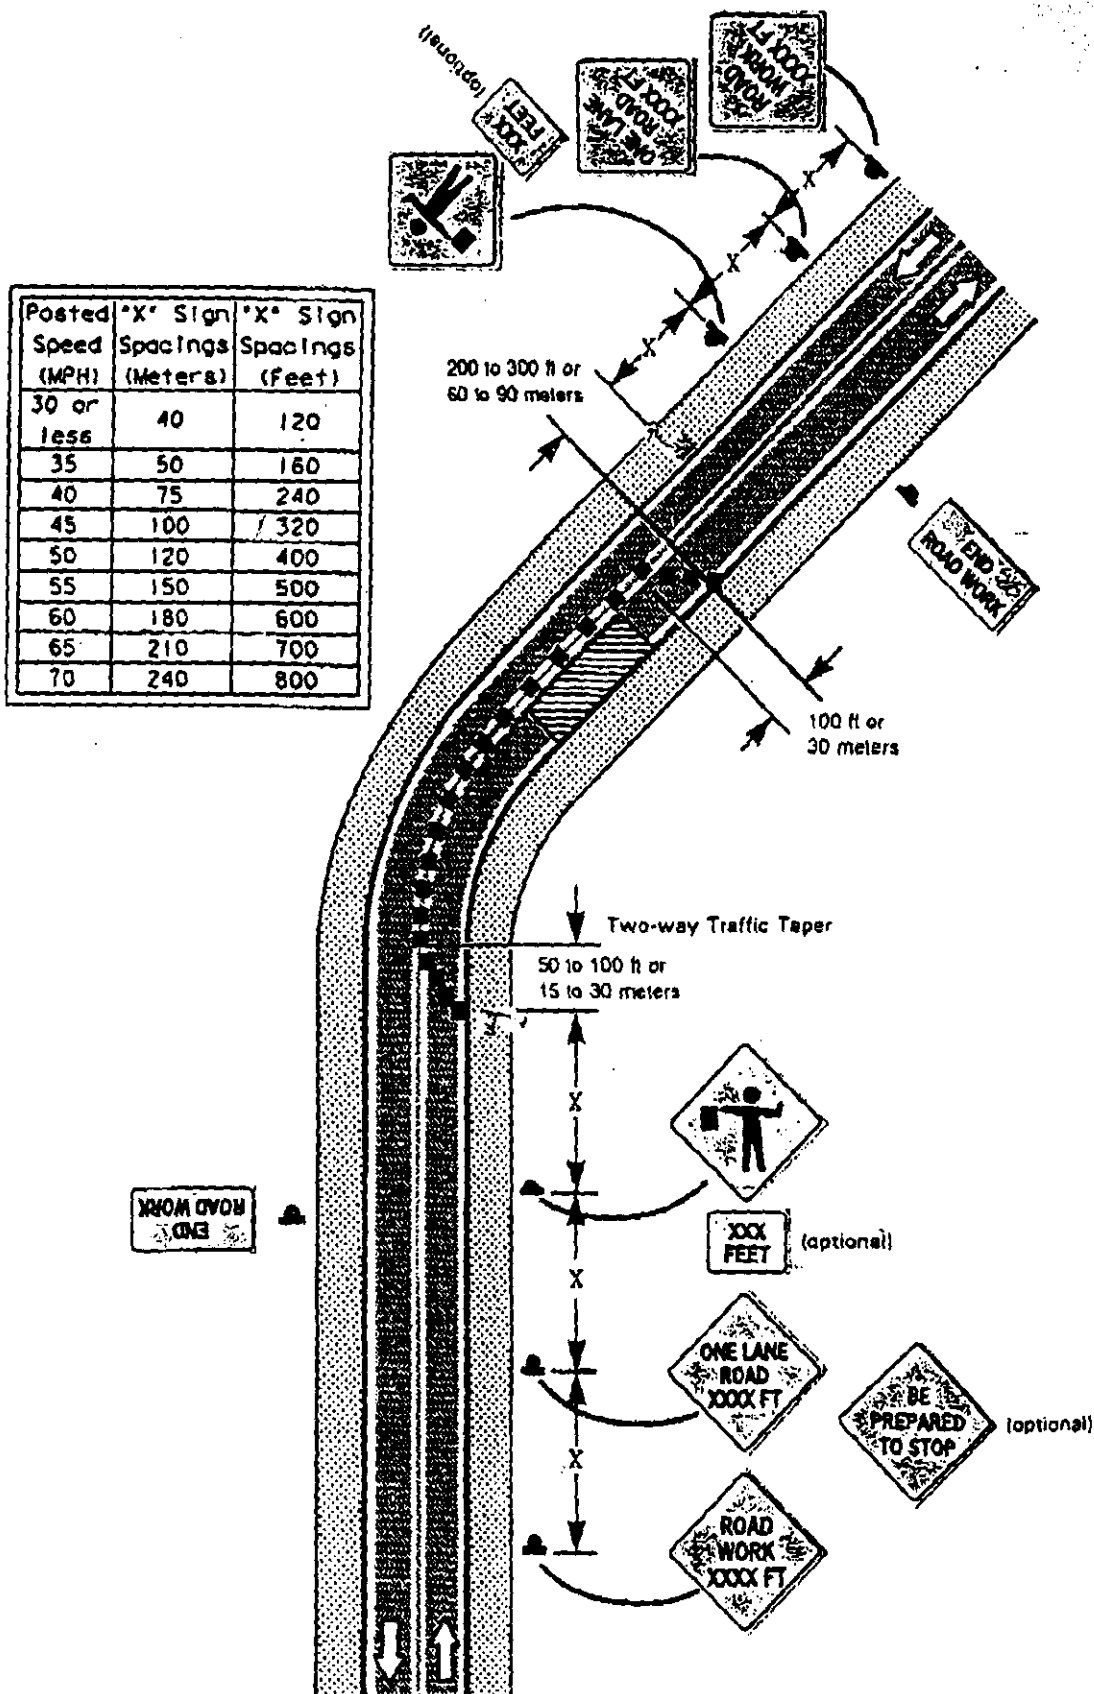 (optional)
XXX
FEET
ONE LANE
ROAD
XXXX FT
ROAD
WORK
XXXX FT
Posted Speed (MPH) "X" Sign Spacings (Meters) "X" Sign Spacings (Feet)
30 or less 40 120
35 50 160
40 75 240
45 100 320
50 120 400
55 150 500
60 180 600
65 210 700
70 240 800
X
X
X
200 to 300 ft or
60 to 90 meters
END
ROAD WORK
100 ft or
30 meters
Two-way Traffic Taper
50 to 100 ft or
15 to 30 meters
X
END
ROAD WORK
XXX
FEET
(optional)
X
ONE LANE
ROAD
XXXX FT
BE
PREPARED
TO STOP
(optional)
X
ROAD
WORK
XXXX FT